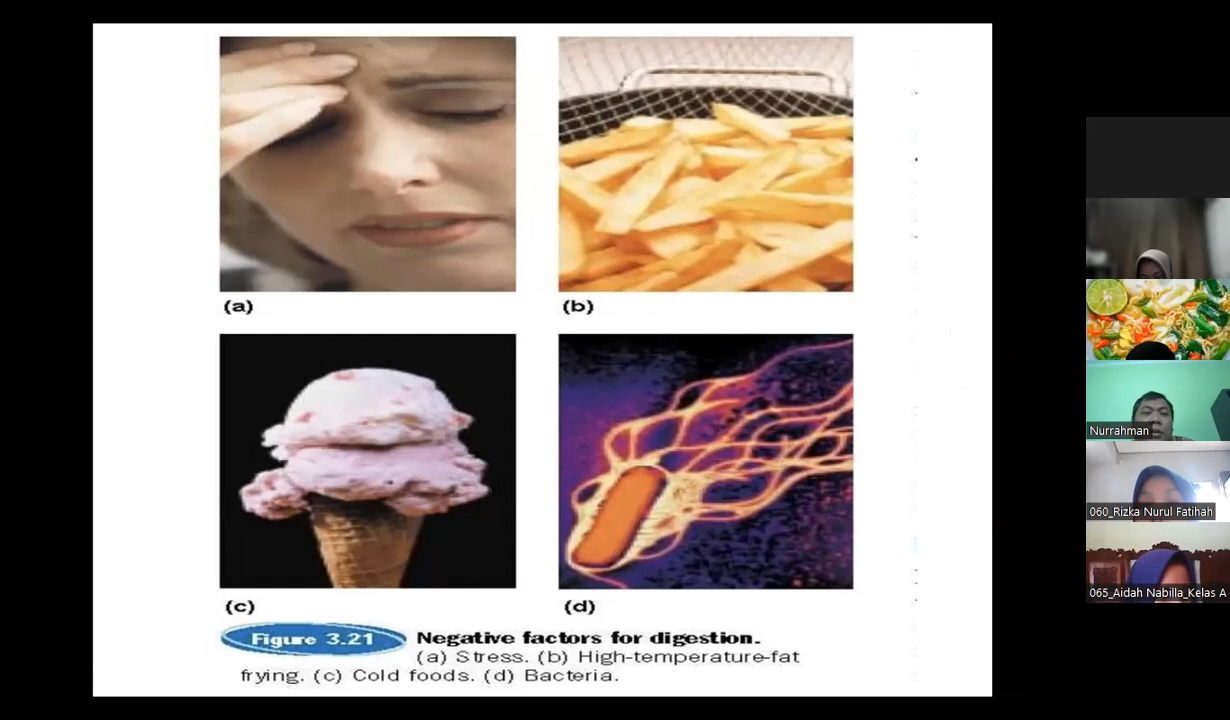 (a)
(b)
(c)
(d)
Figure 3.21 Negative factors for digestion.
(a) Stress. (b) High-temperature-fat
frying. (c) Cold foods. (d) Bacteria.
Nurrahman
060_Rizka Nurul Fatihah
065_Aidah Nabilla_Kelas A